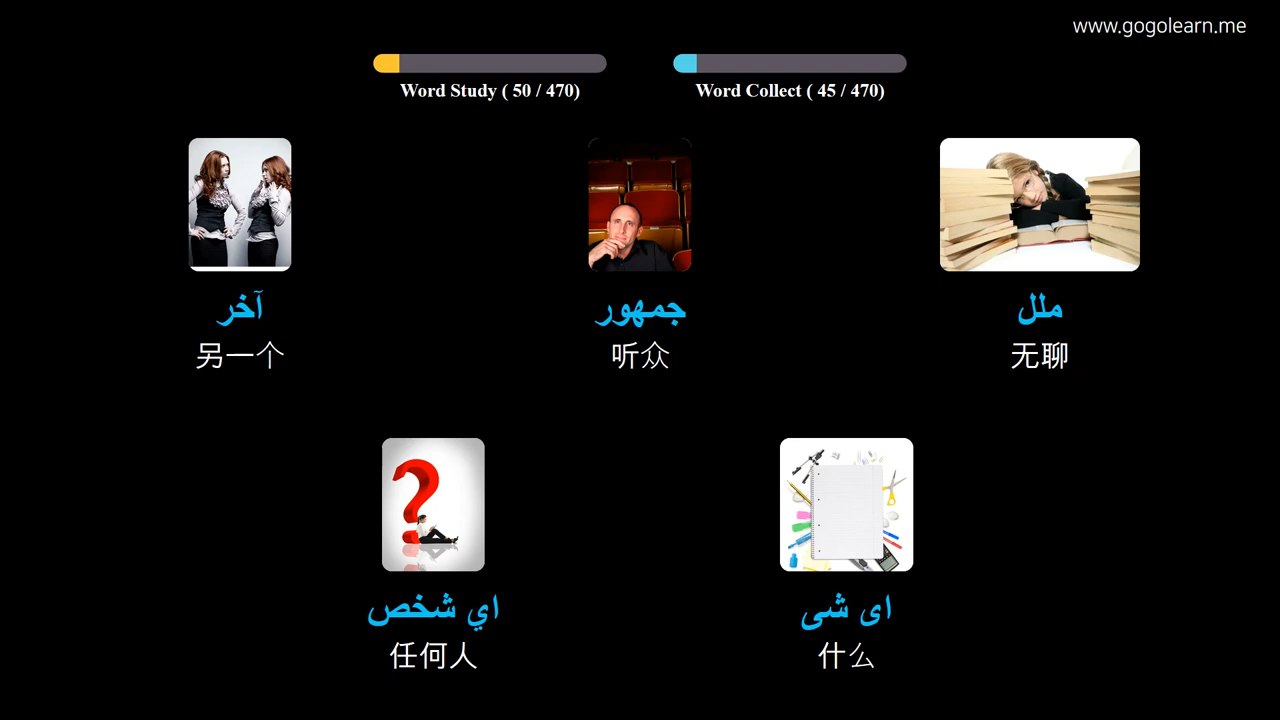 www.gogolearn.me
Word Study ( 50 / 470)
Word Collect ( 45 / 470)
آخر
另一个
جمهور
听众
ملل
无聊
اي شخص
任何人
ای شی
什么